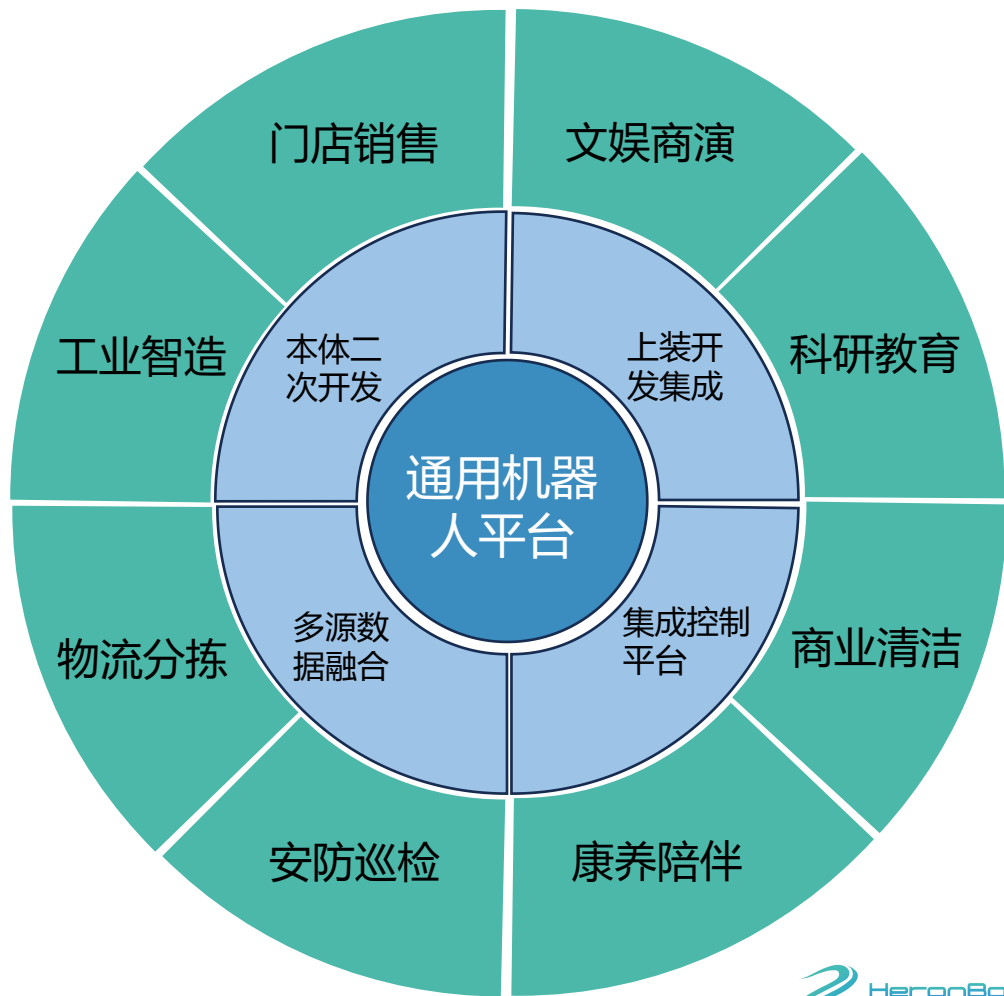 门店销售
文娱商演
工业智造
本体二
次开发
上装开
发集成
科研教育
通用机器
人平台
物流分拣
多源数
据融合
集成控制
平台
商业清洁
安防巡检
康养陪伴